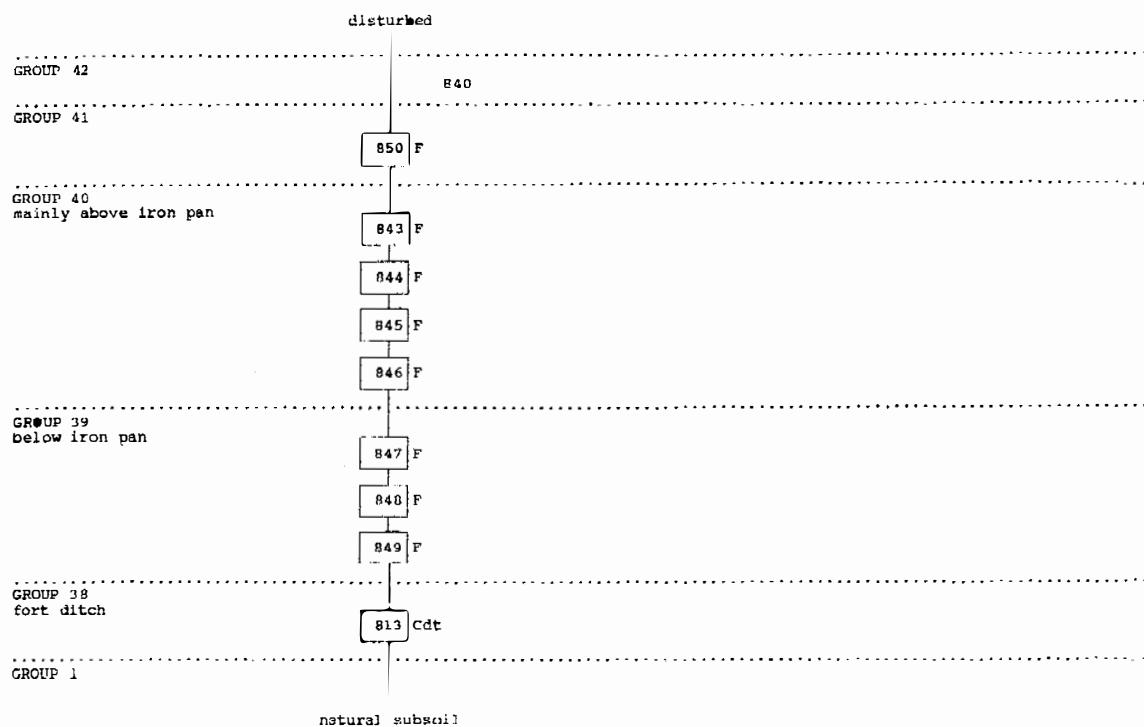 disturbed
GROUP 42
840
GROUP 41
850 F
GROUP 40
mainly above iron pan
843 F
844 F
845 F
846 F
GROUP 39
below iron pan
847 F
848 F
849 F
GROUP 38
fort ditch
813 Cdt
GROUP 1
natural subsoil